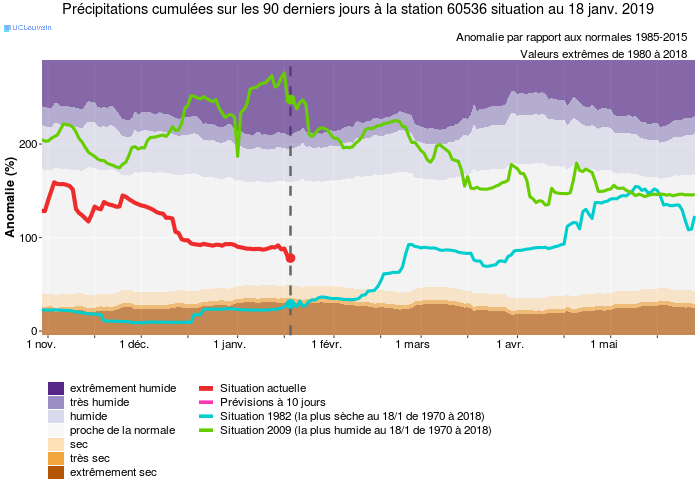 Précipitations cumulées sur les 90 derniers jours à la station 60536 situation au 18 janv. 2019
UCLouvain
Anomalie par rapport aux normales 1985-2015
Valeurs extrêmes de 1980 à 2018
Anomalie (%)
200
100
0
1 nov. 1 déc. 1 janv. 1 févr. 1 mars 1 avr. 1 mai
extrêmement humide
très humide
humide
proche de la normale
sec
très sec
extrêmement sec
Situation actuelle
Prévisions à 10 jours
Situation 1982 (la plus sèche au 18/1 de 1970 à 2018)
Situation 2009 (la plus humide au 18/1 de 1970 à 2018)